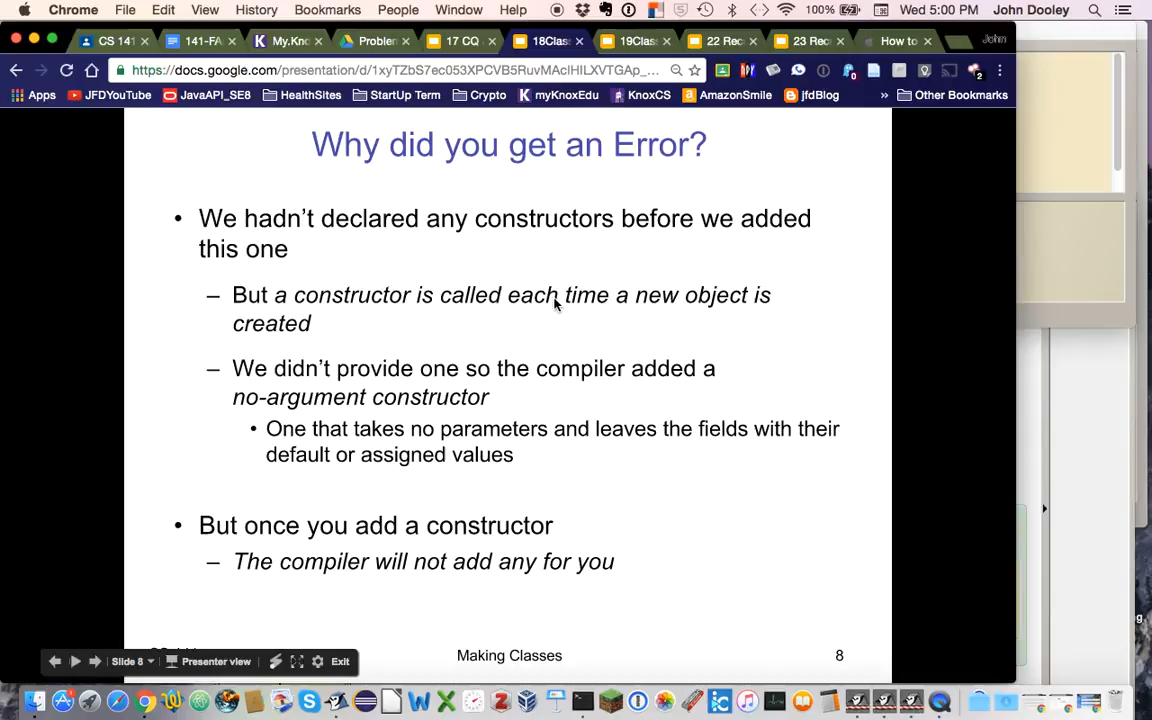 Chrome File Edit View History Bookmarks People Window Help 100% Wed 5:00 PM John Dooley
CS 141 141-FA My.Kno Problen 17 CQ 18Class 19Class 22 Rec 23 Rec How to John
https://docs.google.com/presentation/d/1xyTZbS7ec053XPCVB5RuvMAclHlLXVTGAp_...
Apps JFDYouTube JavaAPI_SE8 HealthSites StartUp Term Crypto myKnoxEdu KnoxCS AmazonSmile jfdBlog » Other Bookmarks
Why did you get an Error?
• We hadn't declared any constructors before we added
this one
– But a constructor is called each time a new object is
created
– We didn't provide one so the compiler added a
no-argument constructor
• One that takes no parameters and leaves the fields with their
default or assigned values
• But once you add a constructor
– The compiler will not add any for you
Slide 8 Presenter view Exit
Making Classes 8